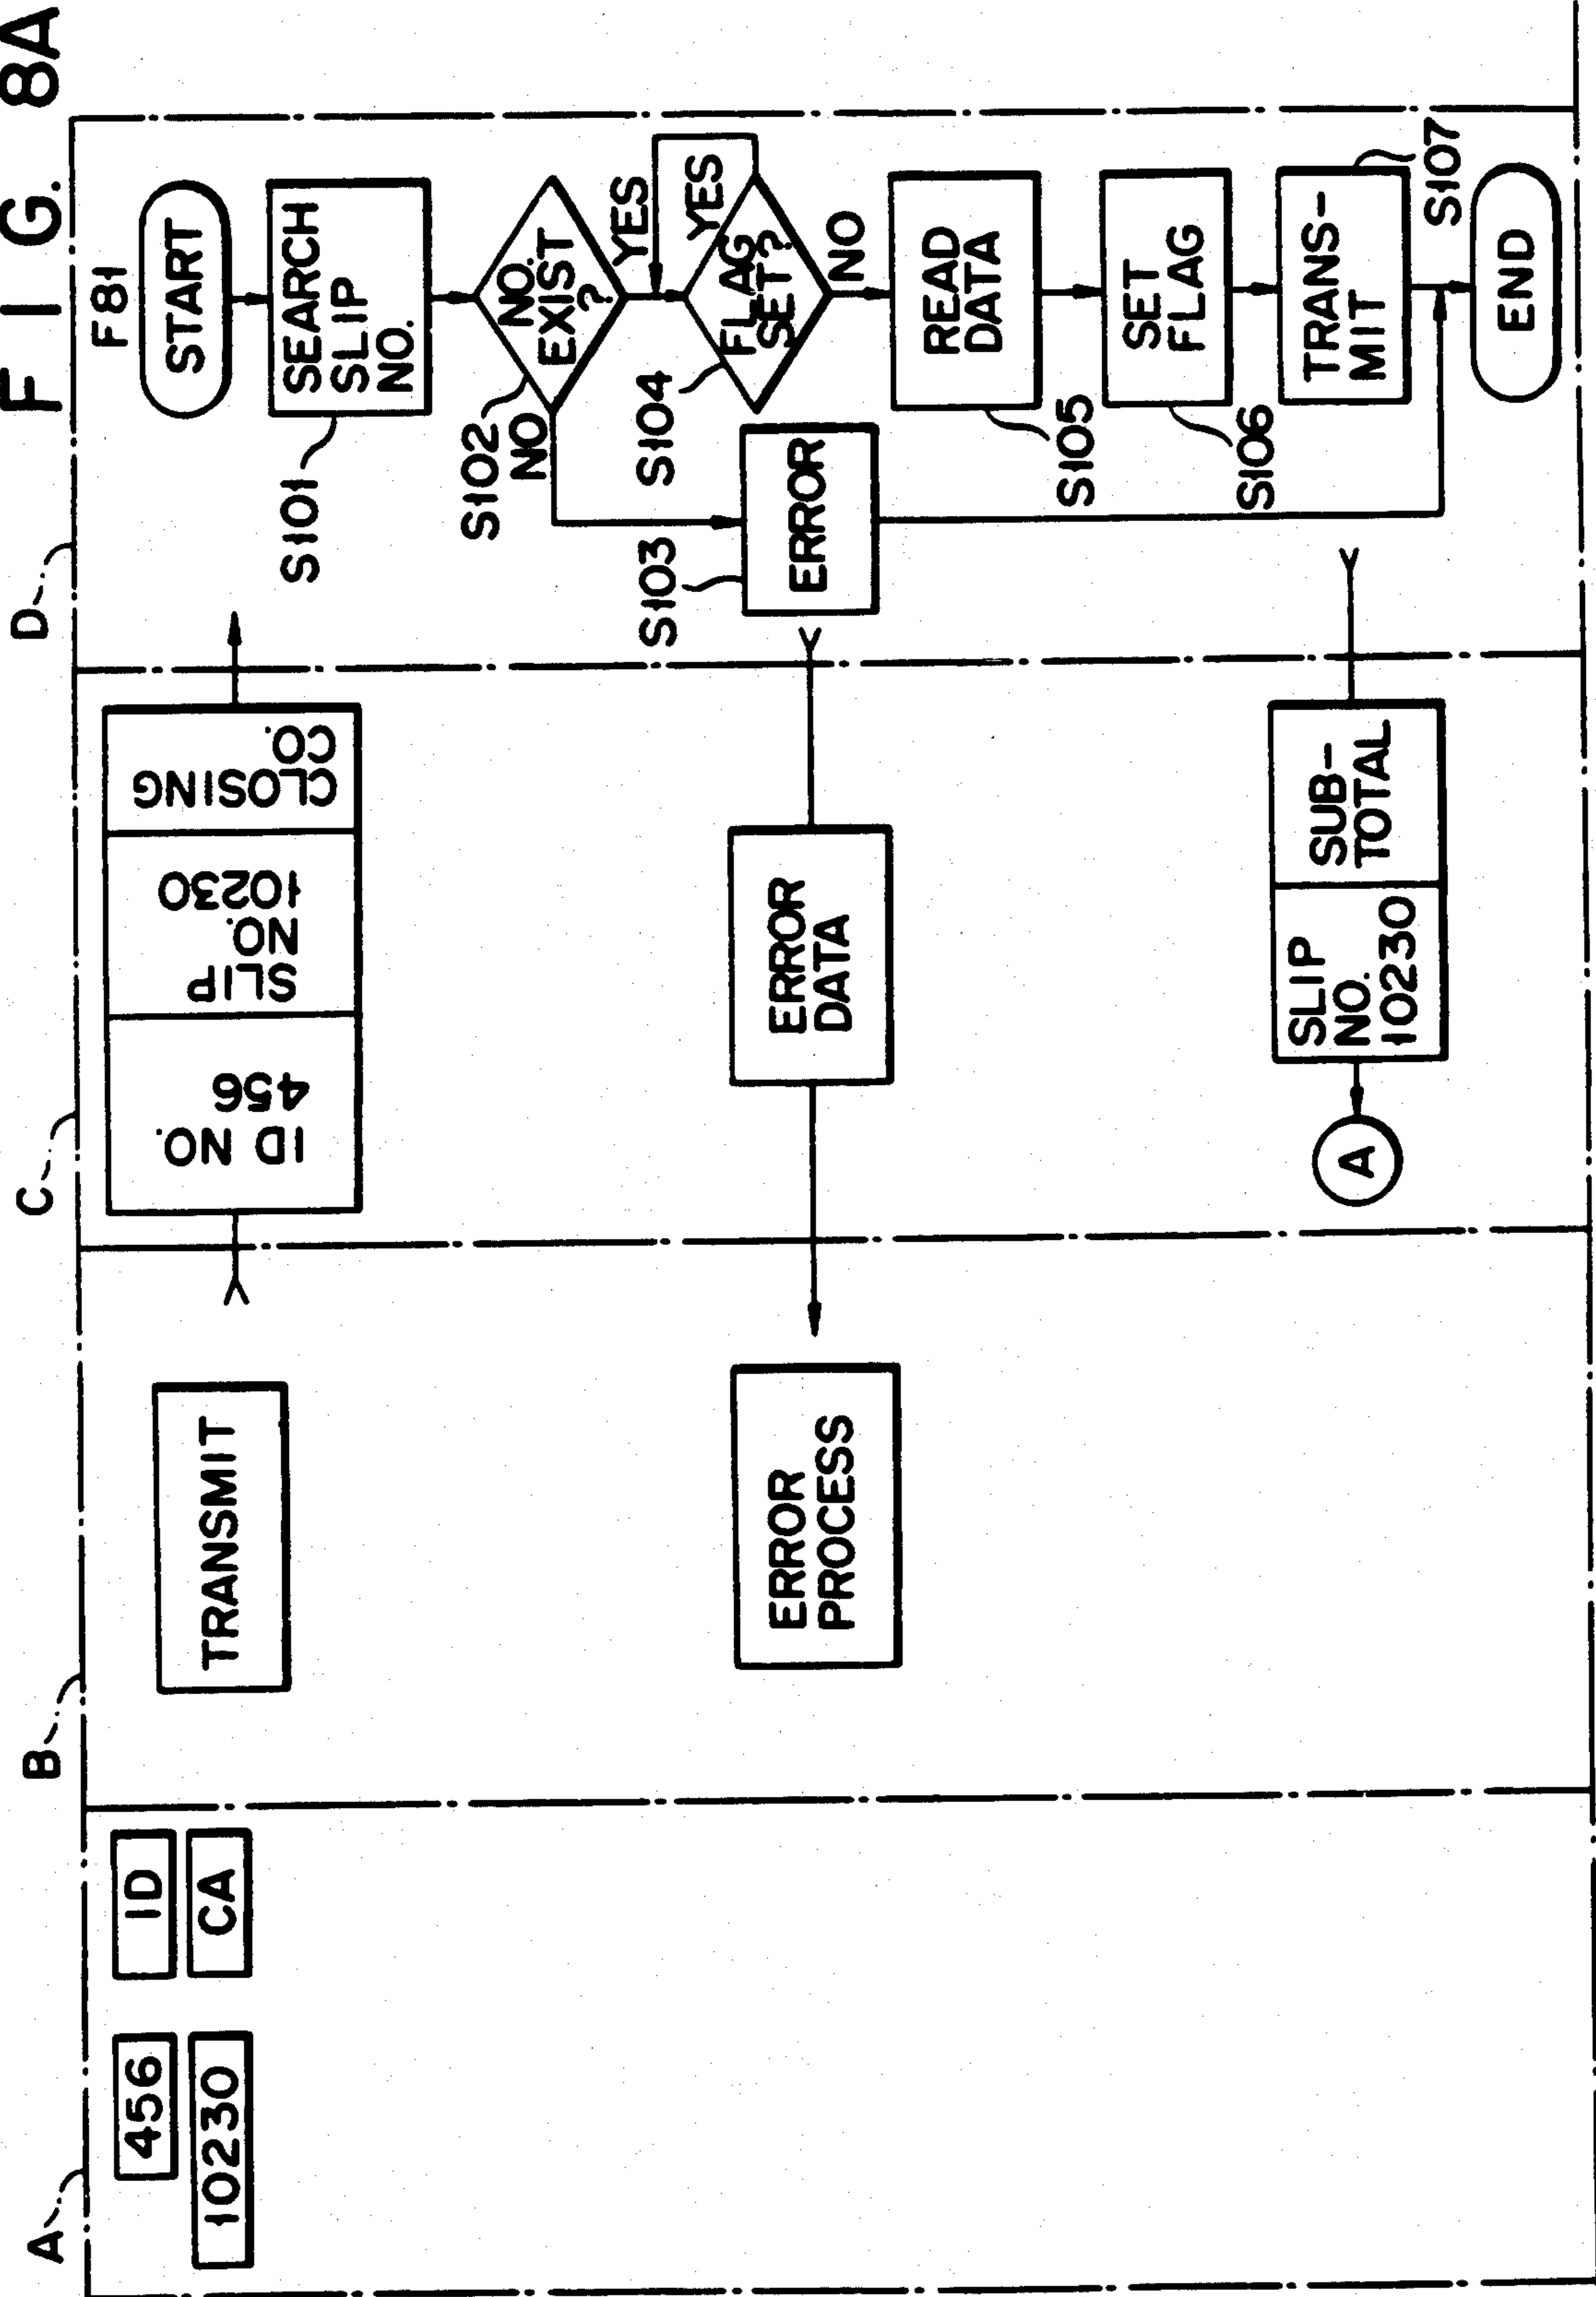 FIG. 8A
A
B
C
D
456
ID
10230
CA
TRANSMIT
ERROR
PROCESS
ID NO.
456
SLIP
NO.
10230
CLOSING
CO.
ERROR
DATA
SLIP
NO.
10230
SUB-
TOTAL
A
F81
START
S101
SEARCH
SLIP
NO.
S102
NO.
EXIST
?
NO
YES
S103
ERROR
S104
FLAG
SET?
YES
NO
READ
DATA
S105
SET
FLAG
S106
TRANS-
MIT
S107
END